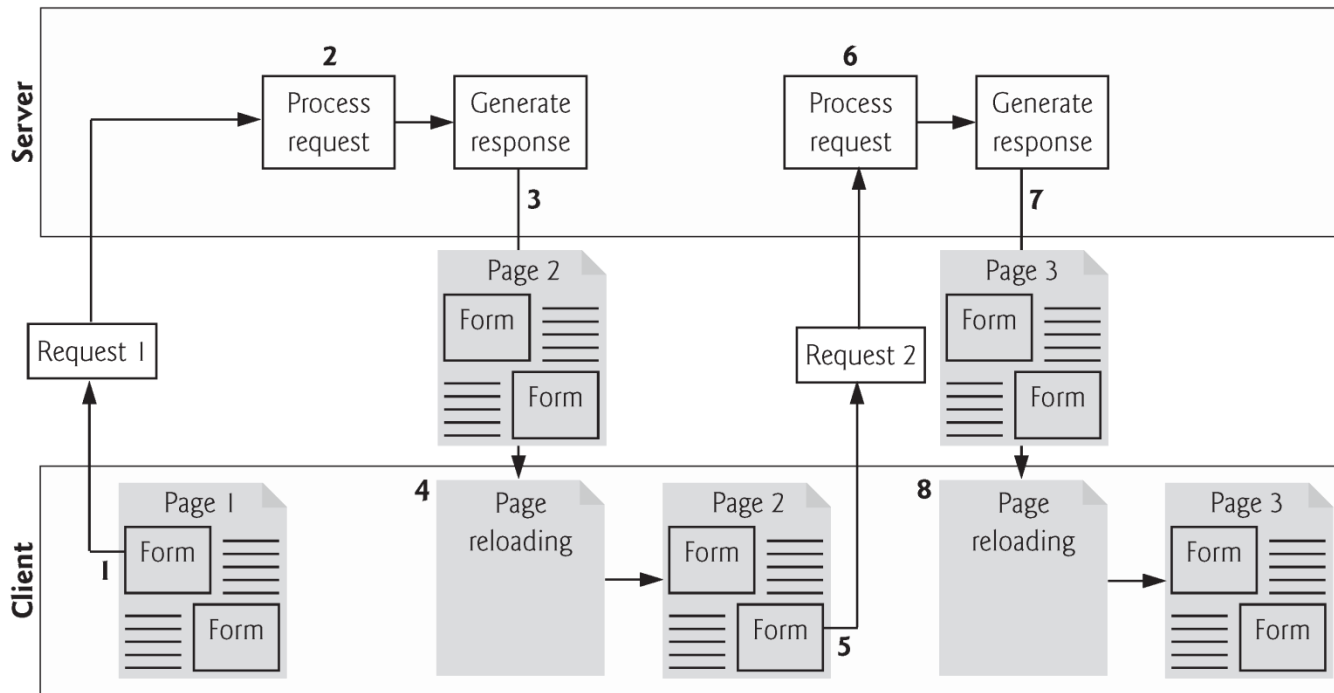 Server
2
Process
request
Generate
response
3
6
Process
request
Generate
response
7
Request 1
Page 2
Form
Form
Request 2
Page 3
Form
Form
Client
Page 1
Form
Form
1
4
Page
reloading
Page 2
Form
Form
5
8
Page
reloading
Page 3
Form
Form